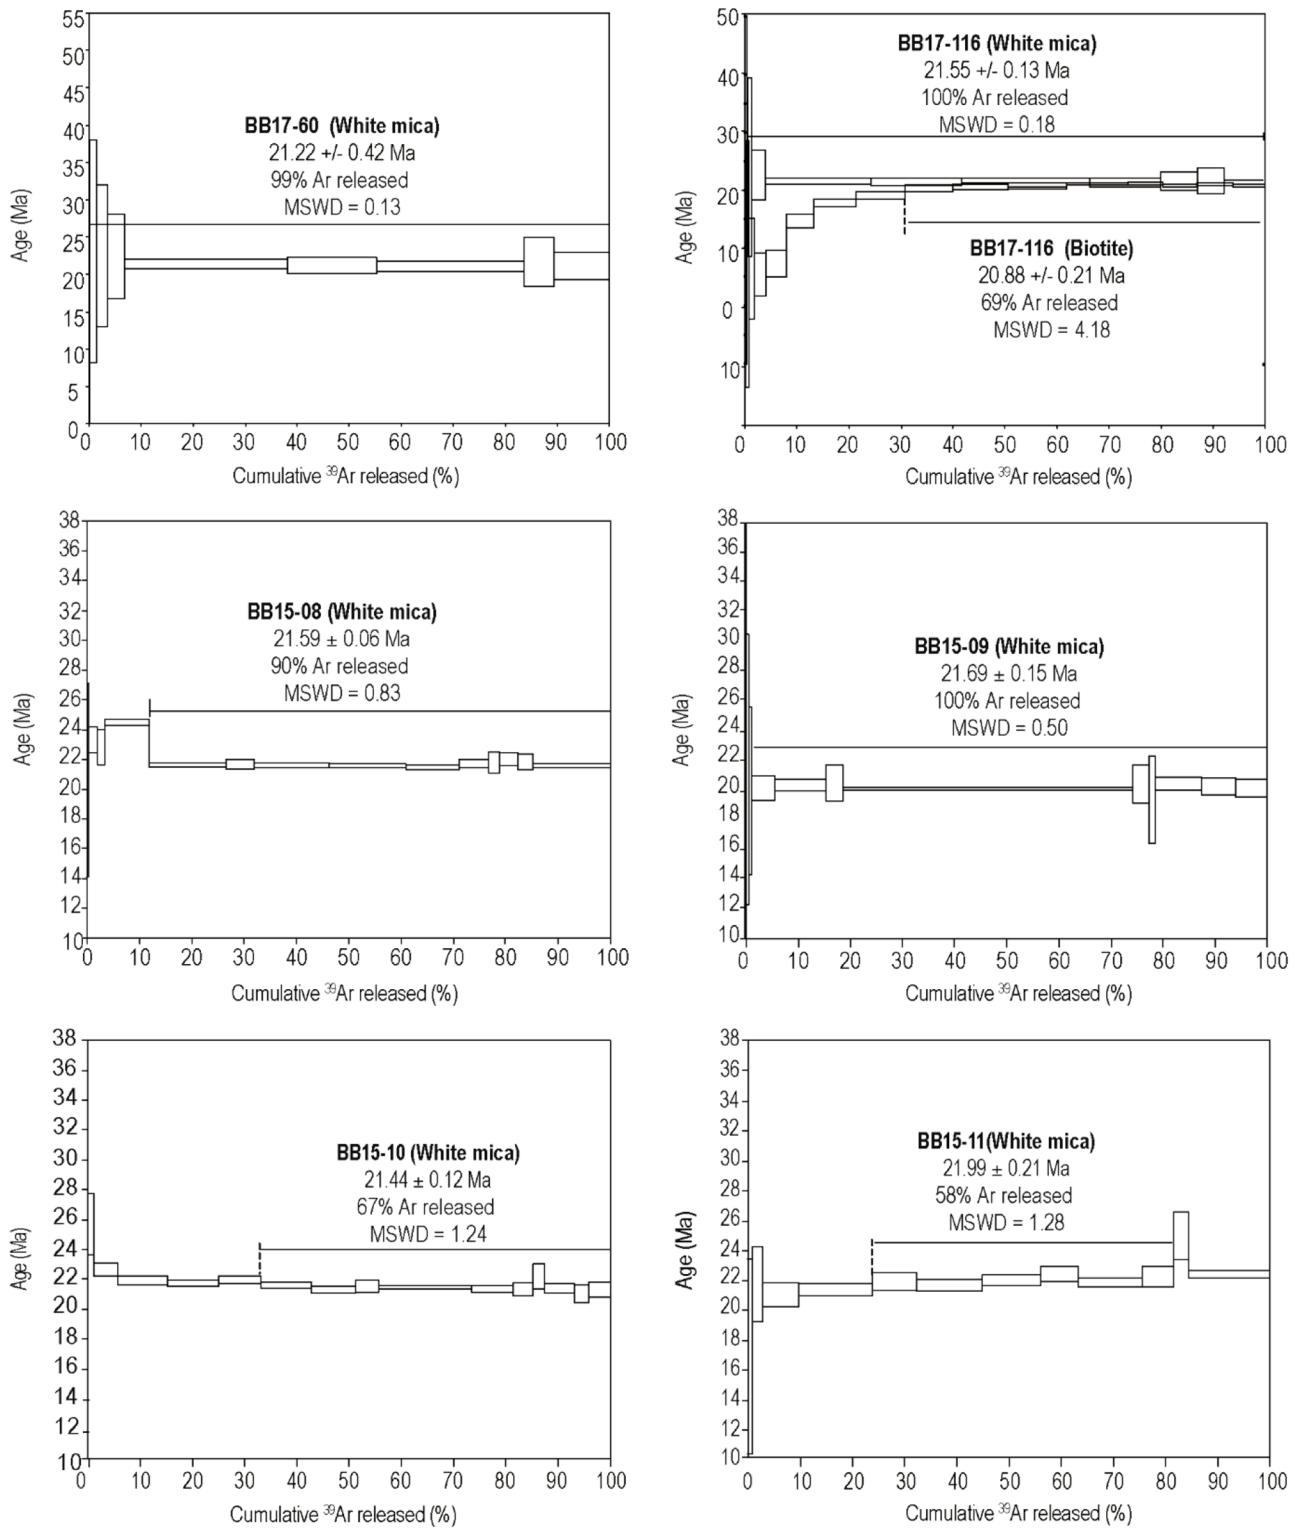 55
50
45
40
35
30
25
20
15
10
5
0
Age (Ma)
BB17-60 (White mica)
21.22 +/- 0.42 Ma
99% Ar released
MSWD = 0.13
0 10 20 30 40 50 60 70 80 90 100
Cumulative ³⁹Ar released (%)
50
40
30
20
10
0
10
Age (Ma)
BB17-116 (White mica)
21.55 +/- 0.13 Ma
100% Ar released
MSWD = 0.18
BB17-116 (Biotite)
20.88 +/- 0.21 Ma
69% Ar released
MSWD = 4.18
0 10 20 30 40 50 60 70 80 90 100
Cumulative ³⁹Ar released (%)
38
36
34
32
30
28
26
24
22
20
18
16
14
12
10
Age (Ma)
BB15-08 (White mica)
21.59 ± 0.06 Ma
90% Ar released
MSWD = 0.83
0 10 20 30 40 50 60 70 80 90 100
Cumulative ³⁹Ar released (%)
38
36
34
32
30
28
26
24
22
20
18
16
14
12
10
Age (Ma)
BB15-09 (White mica)
21.69 ± 0.15 Ma
100% Ar released
MSWD = 0.50
0 10 20 30 40 50 60 70 80 90 100
Cumulative ³⁹Ar released (%)
38
36
34
32
30
28
26
24
22
20
18
16
14
12
10
Age (Ma)
BB15-10 (White mica)
21.44 ± 0.12 Ma
67% Ar released
MSWD = 1.24
0 10 20 30 40 50 60 70 80 90 100
Cumulative ³⁹Ar released (%)
38
36
34
32
30
28
26
24
22
20
18
16
14
12
10
Age (Ma)
BB15-11(White mica)
21.99 ± 0.21 Ma
58% Ar released
MSWD = 1.28
0 10 20 30 40 50 60 70 80 90 100
Cumulative ³⁹Ar released (%)